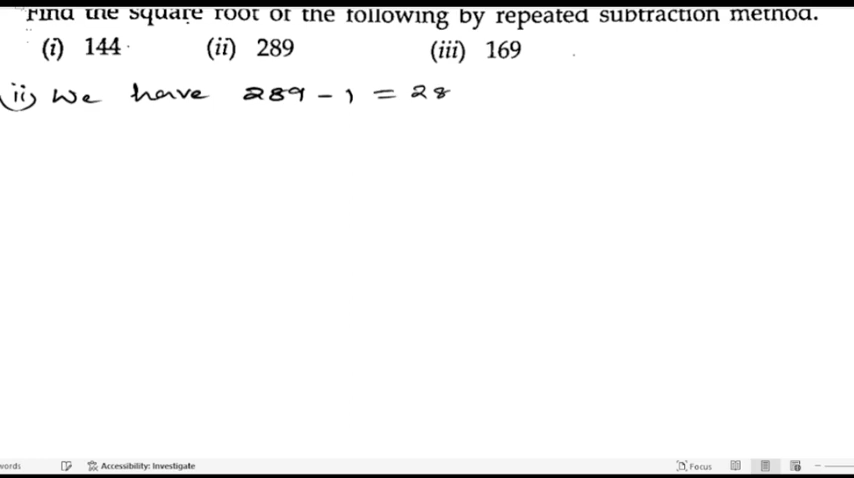 Find the square root of the following by repeated subtraction method.
(i) 144 (ii) 289 (iii) 169
(ii) We have 289 - 1 = 28
words Accessibility: Investigate Focus